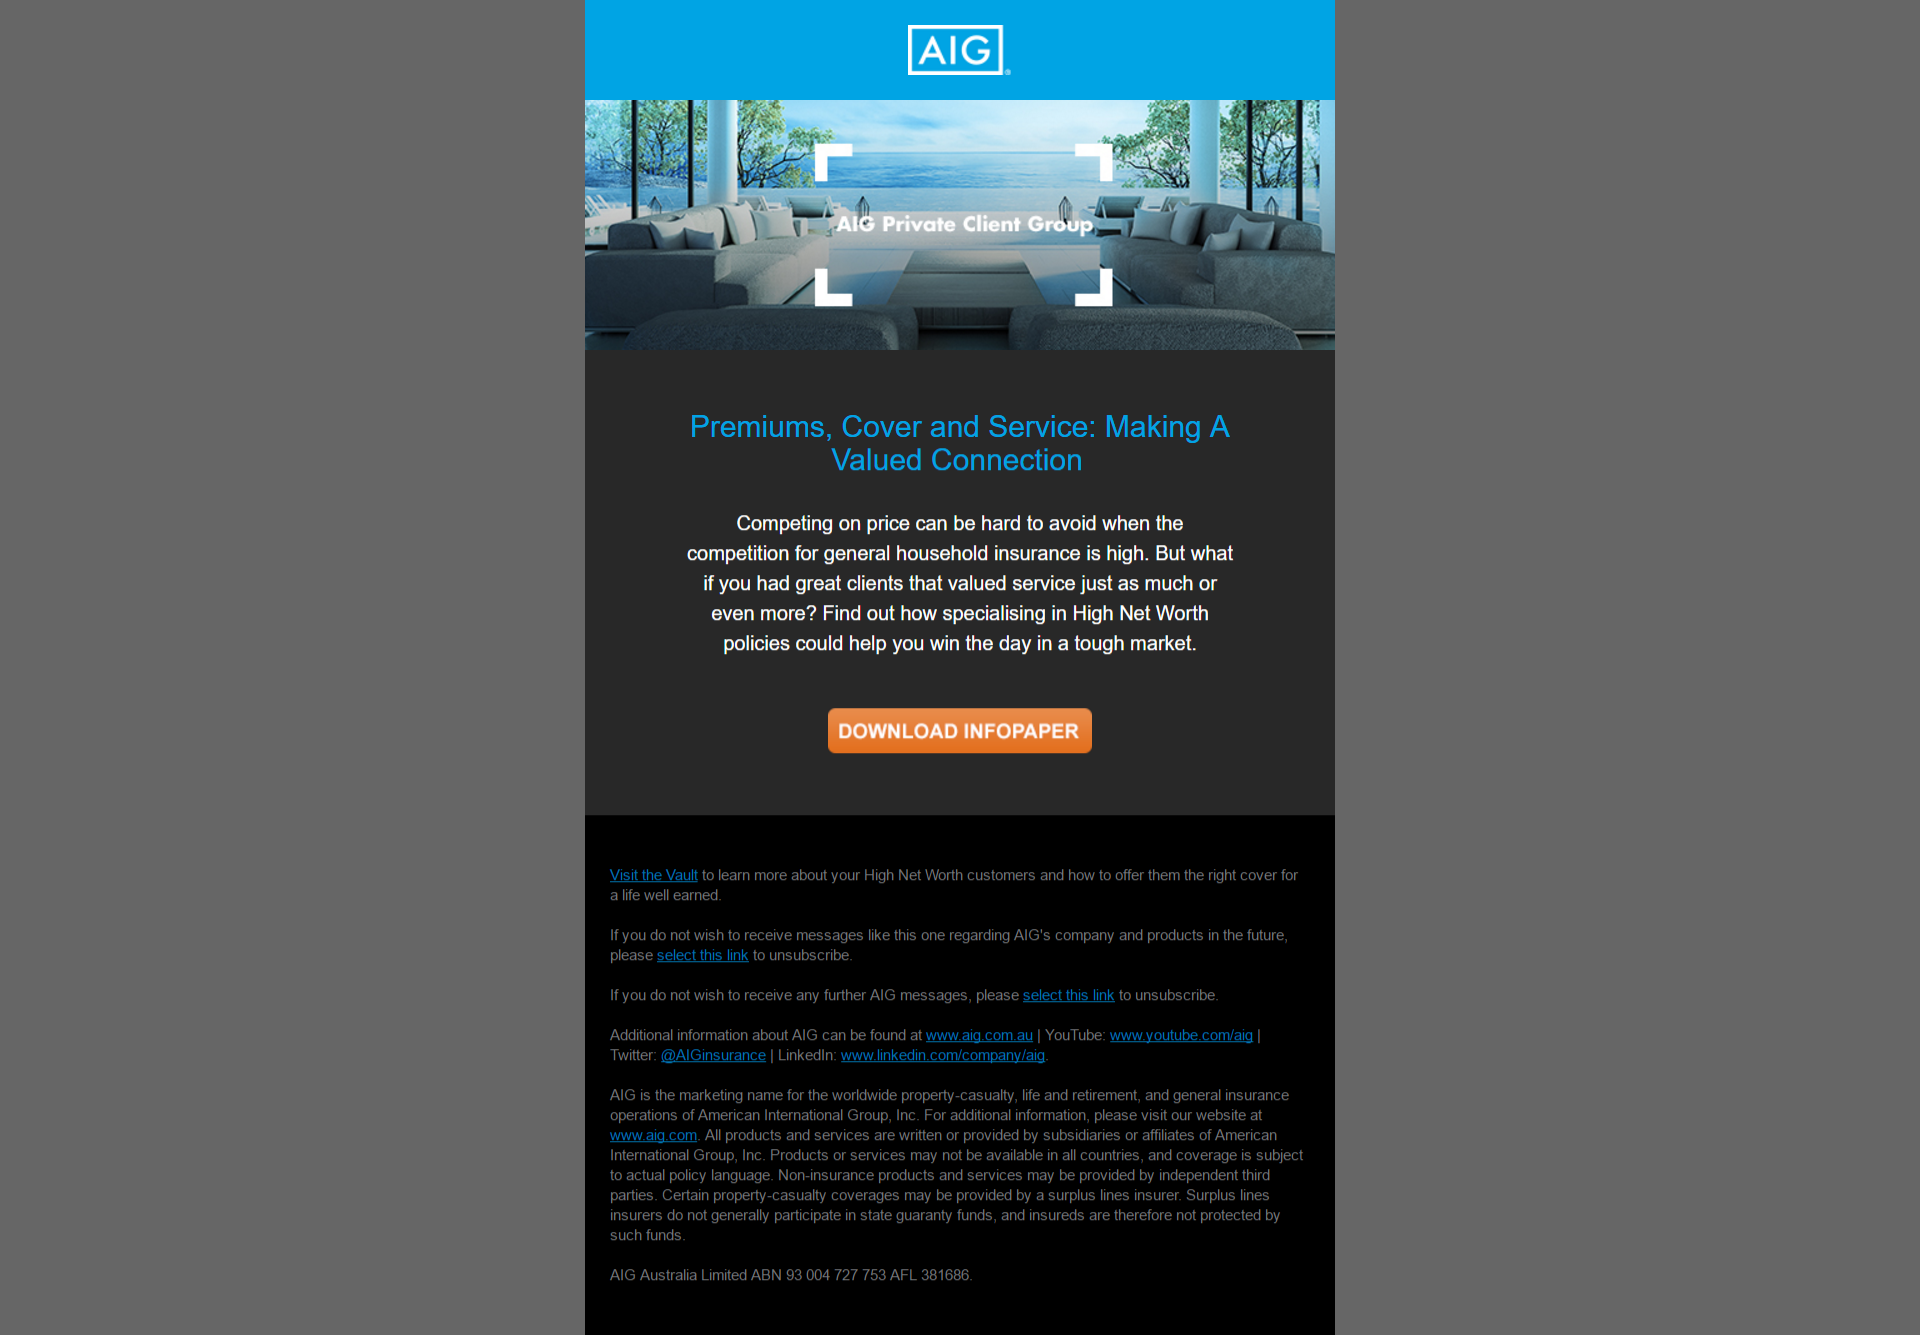 AIG®
AIG Private Client Group
Premiums, Cover and Service: Making A
Valued Connection
Competing on price can be hard to avoid when the
competition for general household insurance is high. But what
if you had great clients that valued service just as much or
even more? Find out how specialising in High Net Worth
policies could help you win the day in a tough market.
DOWNLOAD INFOPAPER
Visit the Vault to learn more about your High Net Worth customers and how to offer them the right cover for
a life well earned.
If you do not wish to receive messages like this one regarding AIG's company and products in the future,
please select this link to unsubscribe.
If you do not wish to receive any further AIG messages, please select this link to unsubscribe.
Additional information about AIG can be found at www.aig.com.au | YouTube: www.youtube.com/aig |
Twitter: @AIGinsurance | LinkedIn: www.linkedin.com/company/aig.
AIG is the marketing name for the worldwide property-casualty, life and retirement, and general insurance
operations of American International Group, Inc. For additional information, please visit our website at
www.aig.com. All products and services are written or provided by subsidiaries or affiliates of American
International Group, Inc. Products or services may not be available in all countries, and coverage is subject
to actual policy language. Non-insurance products and services may be provided by independent third
parties. Certain property-casualty coverages may be provided by a surplus lines insurer. Surplus lines
insurers do not generally participate in state guaranty funds, and insureds are therefore not protected by
such funds.
AIG Australia Limited ABN 93 004 727 753 AFL 381686.